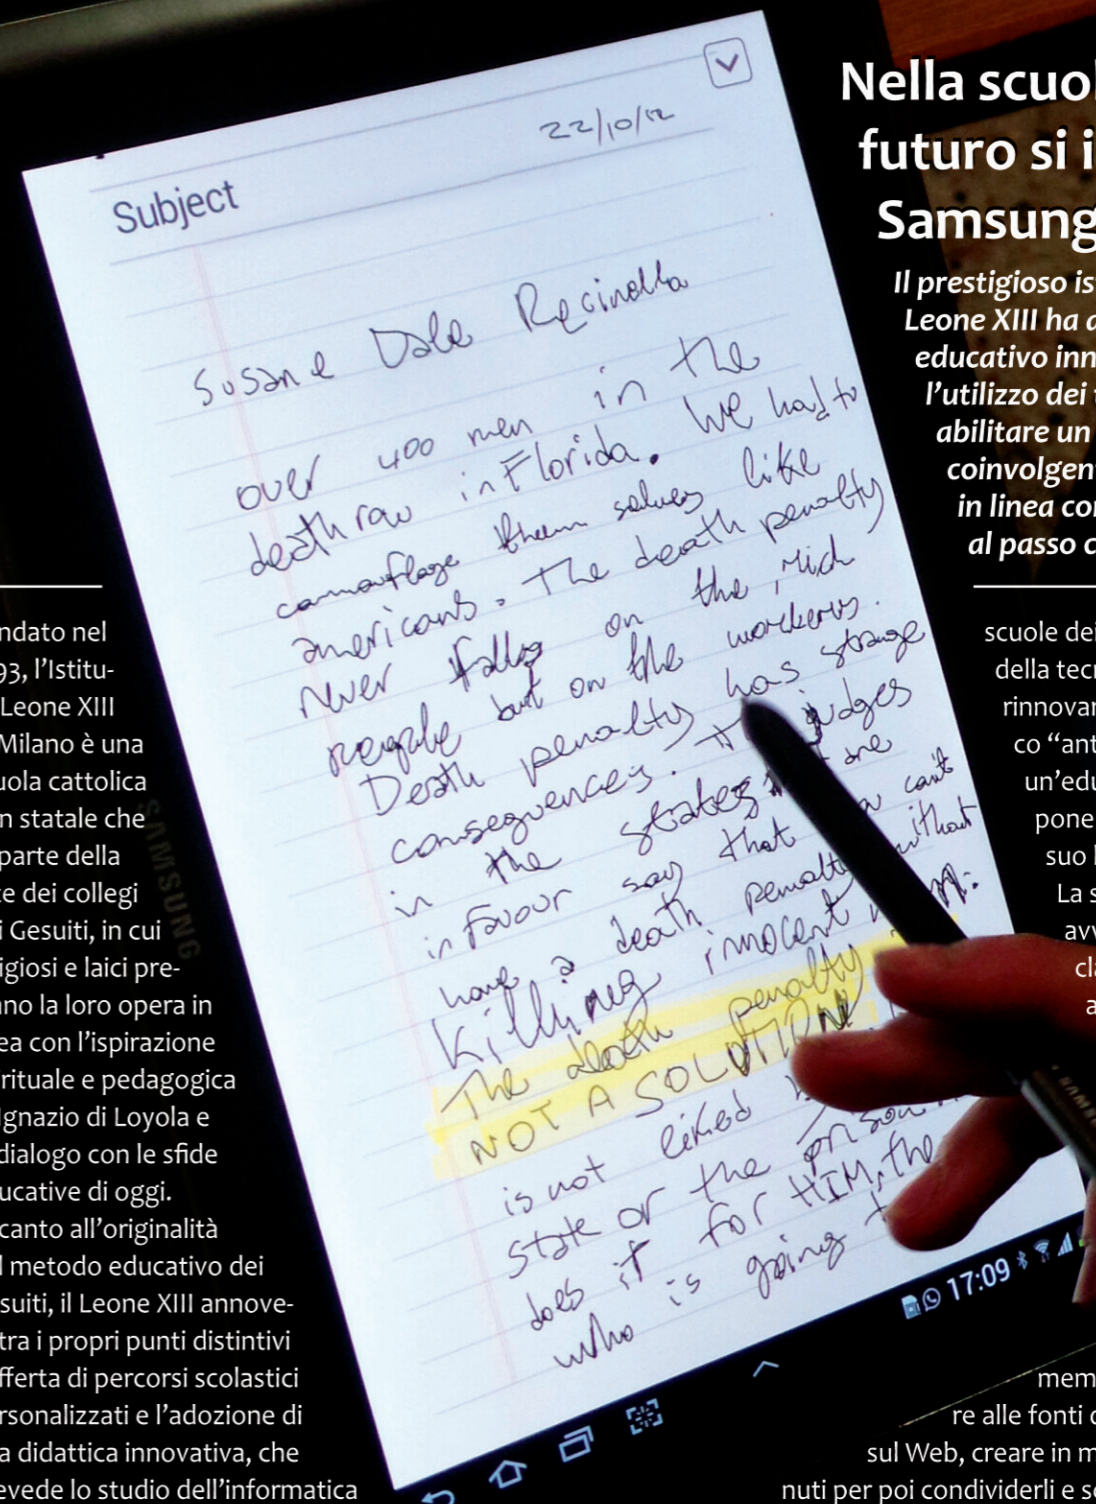 Nella scuol
futuro si i
Samsung
Il prestigioso is
Leone XIII ha a
educativo inn
l'utilizzo dei t
abilitare un
coinvolgent
in linea co
al passo c
22/10/12
Subject
Susane Dale Recinella
over 400 men in the
death row in Florida. We had to
camouflage them selves like
americans. The death penalty
never falls on the rich
people but on the workers.
Death penalty has strange
consequences. judges
in the states are
in favour say that can't
have a death penalty without
Killing innocent
The death penalty
NOT A SOLUTION
is not liked
state or the prison
does it for HIM, the
who is going
17:09
SAMSUNG
SAMS
ndato nel
93, l'Istitu-
Leone XIII
Milano è una
uola cattolica
n statale che
parte della
e dei collegi
i Gesuiti, in cui
igiosi e laici pre-
ano la loro opera in
ea con l'ispirazione
rituale e pedagogica
Ignazio di Loyola e
dialogo con le sfide
ucative di oggi.
canto all'originalità
l metodo educativo dei
suiti, il Leone XIII annove-
tra i propri punti distintivi
fferta di percorsi scolastici
rsonalizzati e l'adozione di
a didattica innovativa, che
evede lo studio dell'informatica
scuole dei
della tecn
rinnovar
co “ant
un'edu
pone
suo l
La s
avv
cla
a
mem
re alle fonti d
sul Web, creare in m
nuti per poi condividerli e s